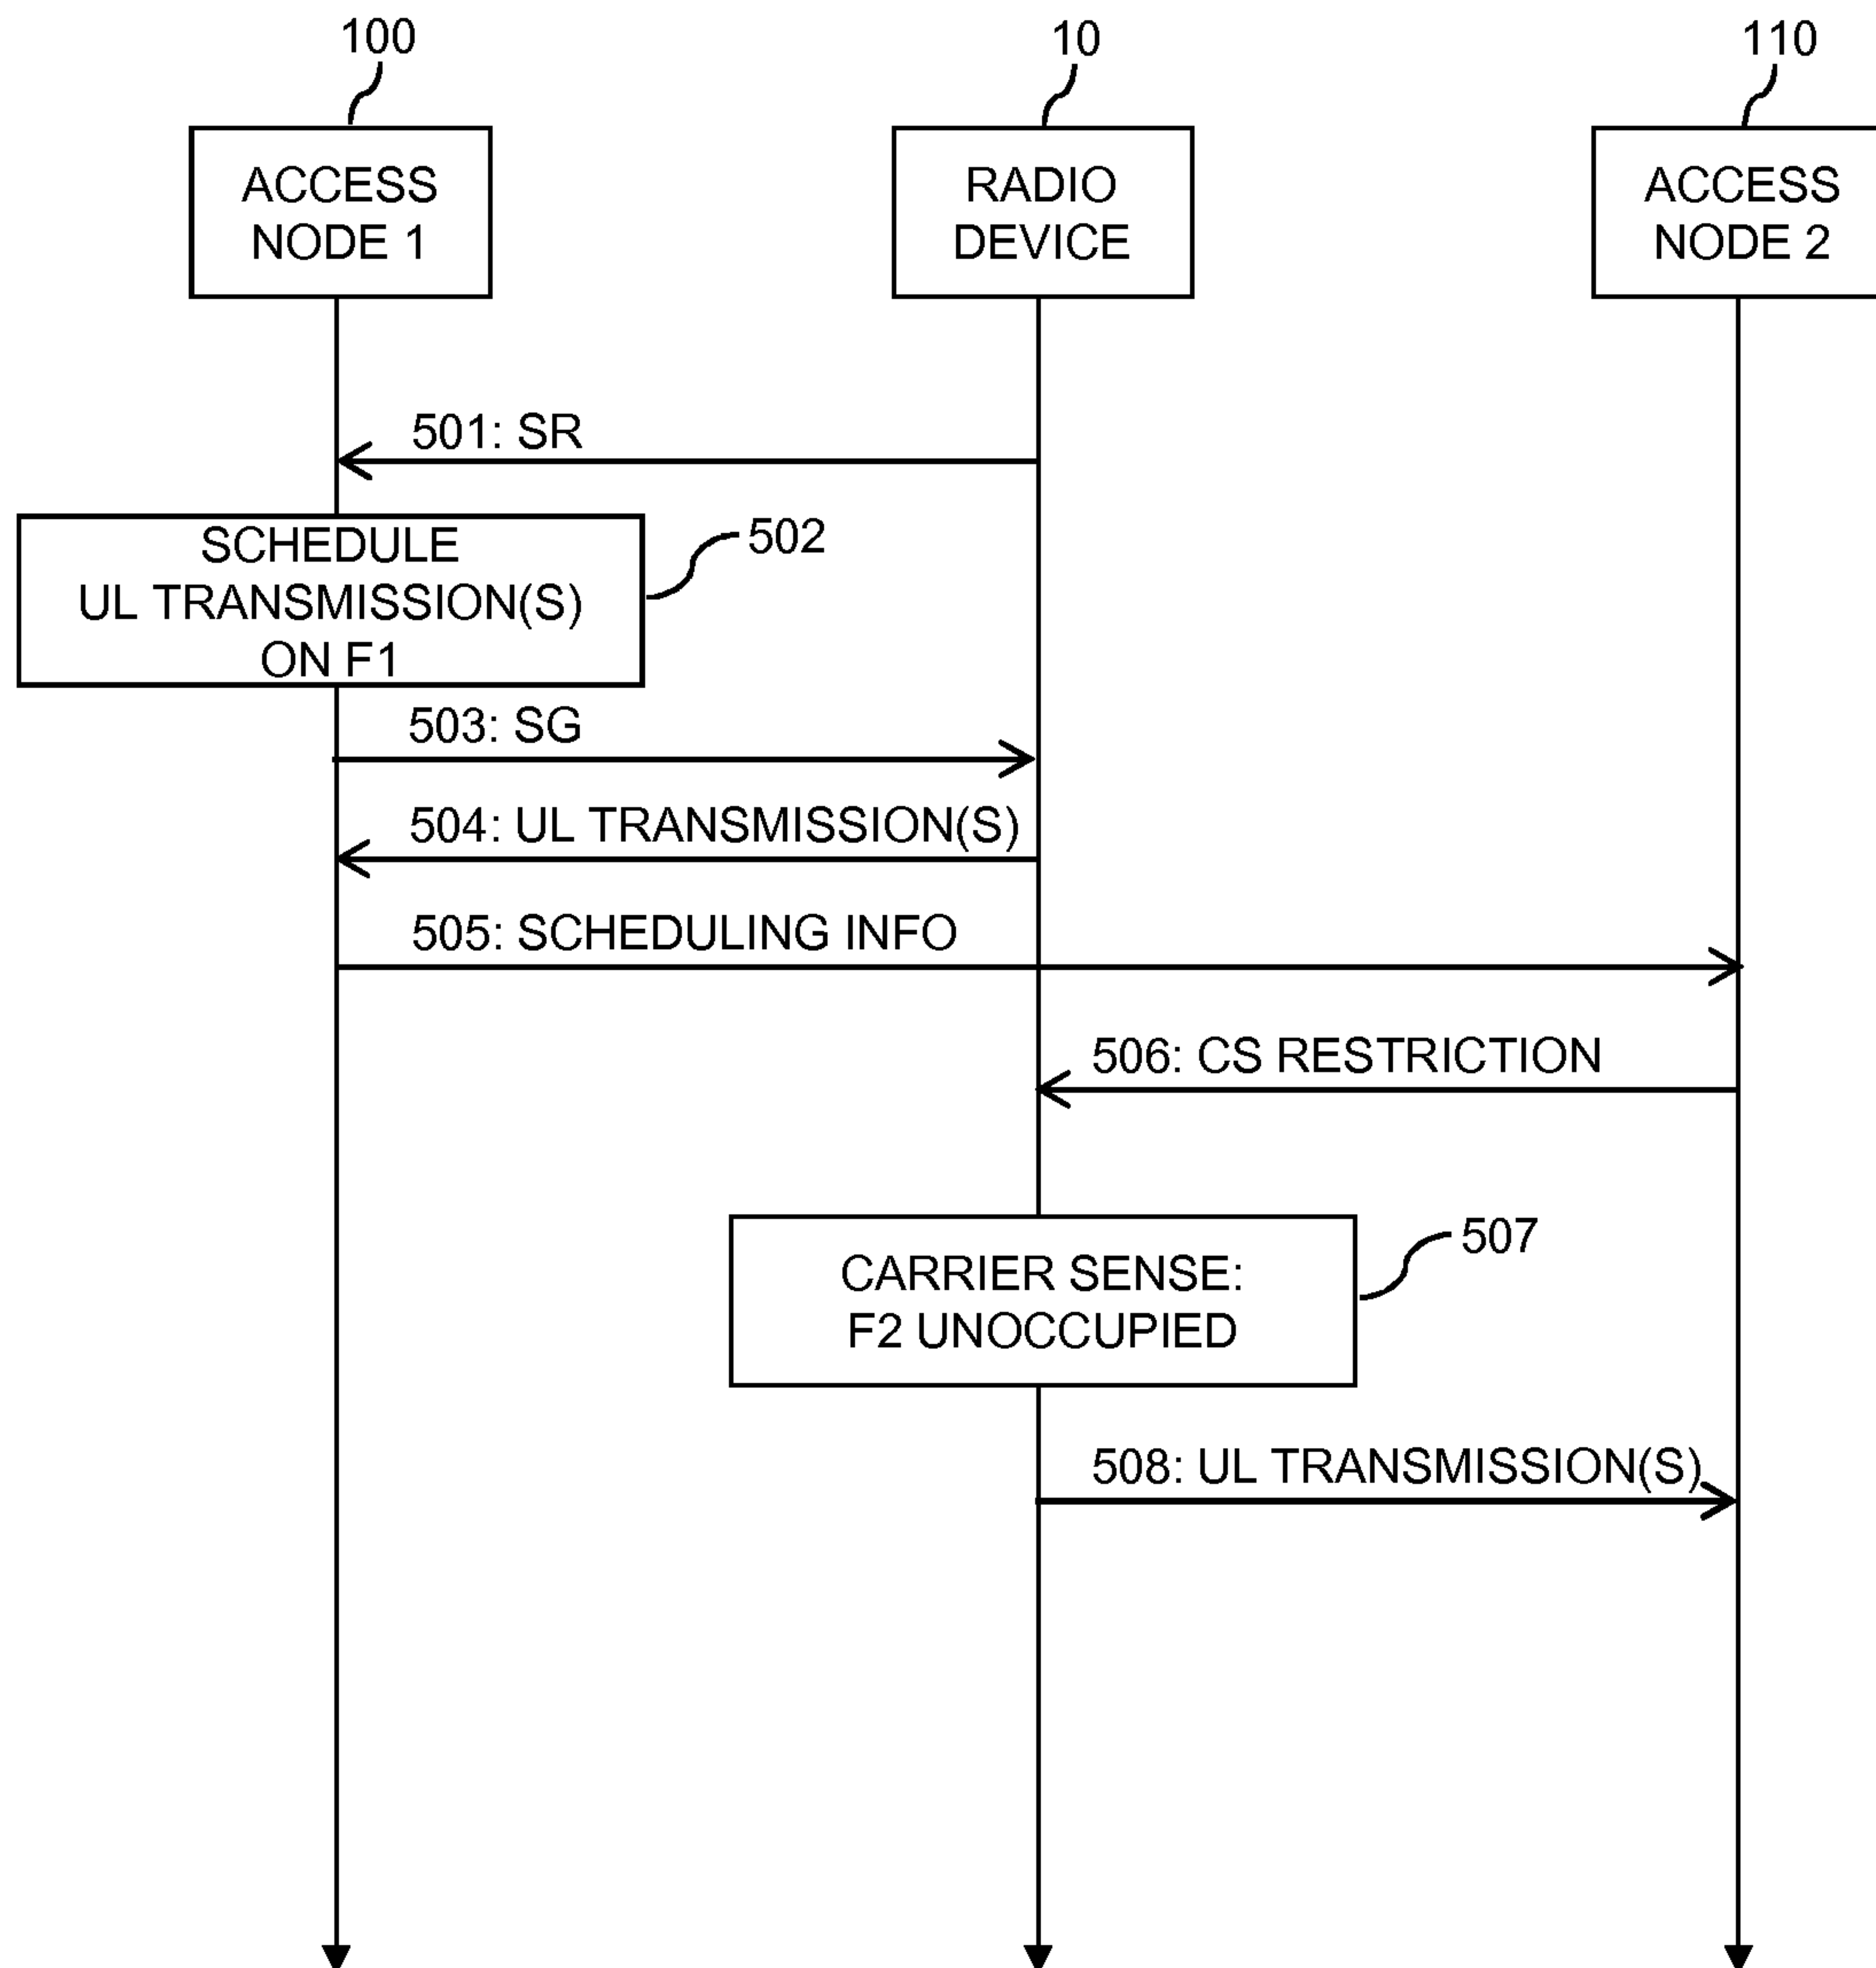 100
10
110
ACCESS
NODE 1
RADIO
DEVICE
ACCESS
NODE 2
501: SR
SCHEDULE
UL TRANSMISSION(S)
ON F1
502
503: SG
504: UL TRANSMISSION(S)
505: SCHEDULING INFO
506: CS RESTRICTION
CARRIER SENSE:
F2 UNOCCUPIED
507
508: UL TRANSMISSION(S)